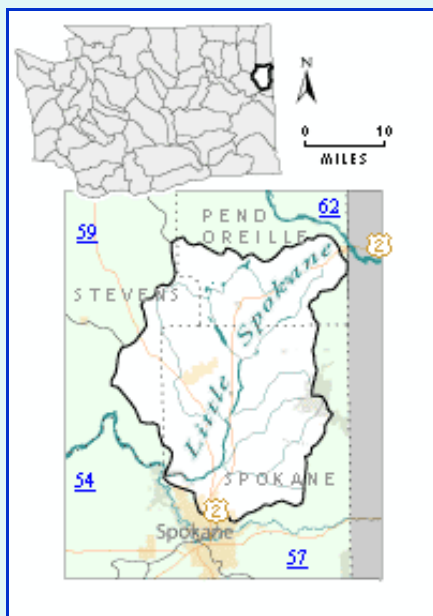 N
0 10
MILES
62
PEND
OREILLE
59
2
STEVENS
Little Spokane
54
SPOKANE
2
Spokane
57